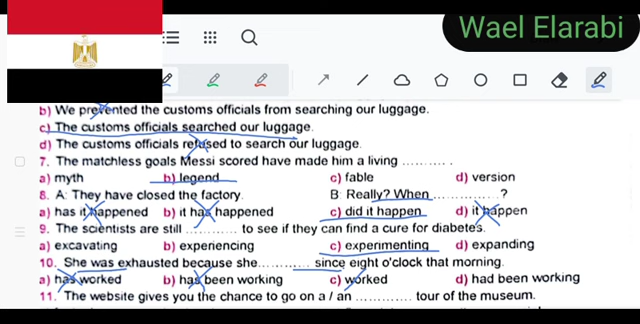 Wael Elarabi
b) We prevented the customs officials from searching our luggage.
c) The customs officials searched our luggage.
d) The customs officials refused to search our luggage.
7. The matchless goals Messi scored have made him a living ........... .
a) myth b) legend c) fable d) version
8. A: They have closed the factory. B: Really? When ..............?
a) has it happened b) it has happened c) did it happen d) it happen
9. The scientists are still ............ to see if they can find a cure for diabetes.
a) excavating b) experiencing c) experimenting d) expanding
10. She was exhausted because she............. since eight o'clock that morning.
a) has worked b) has been working c) worked d) had been working
11. The website gives you the chance to go on a / an ............. tour of the museum.